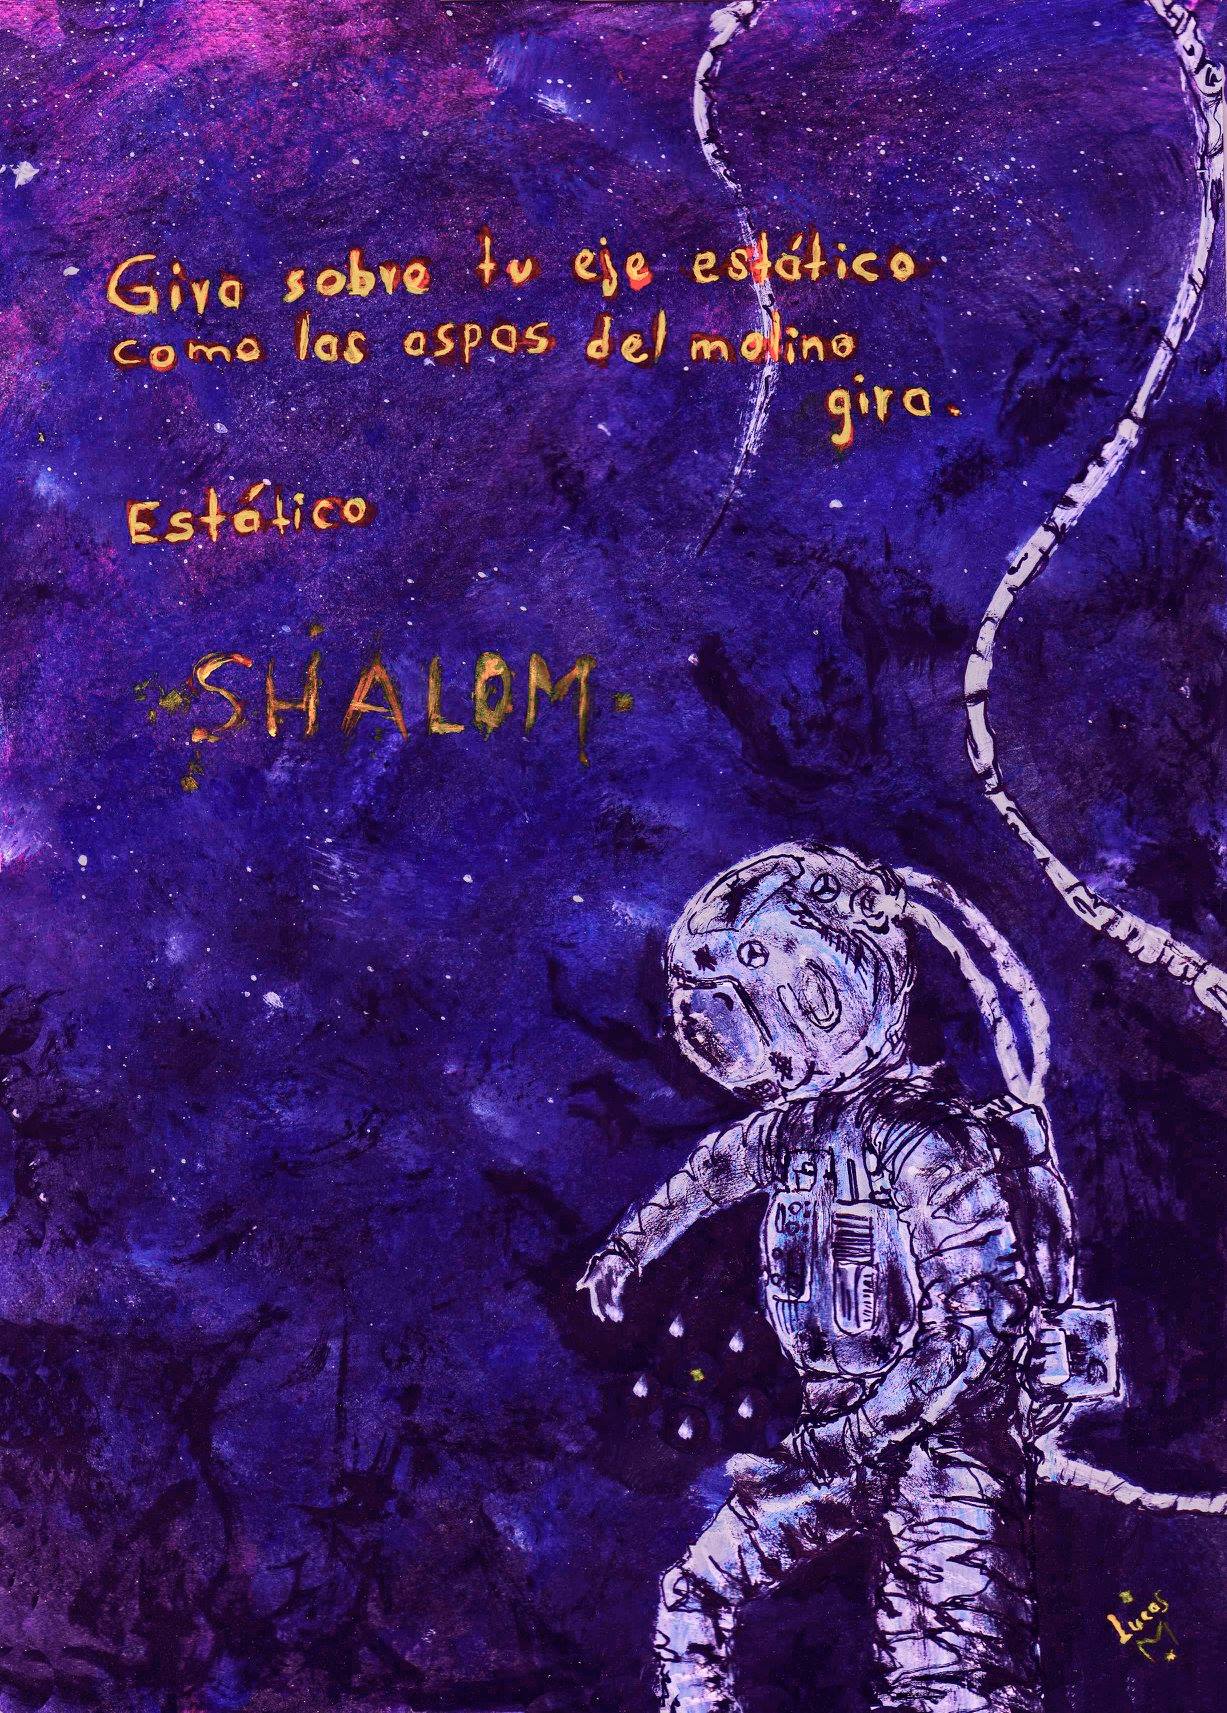 Gira sobre tu eje estático
como las aspas del molino
gira.
Estático
SHALOM.
Lucas
M